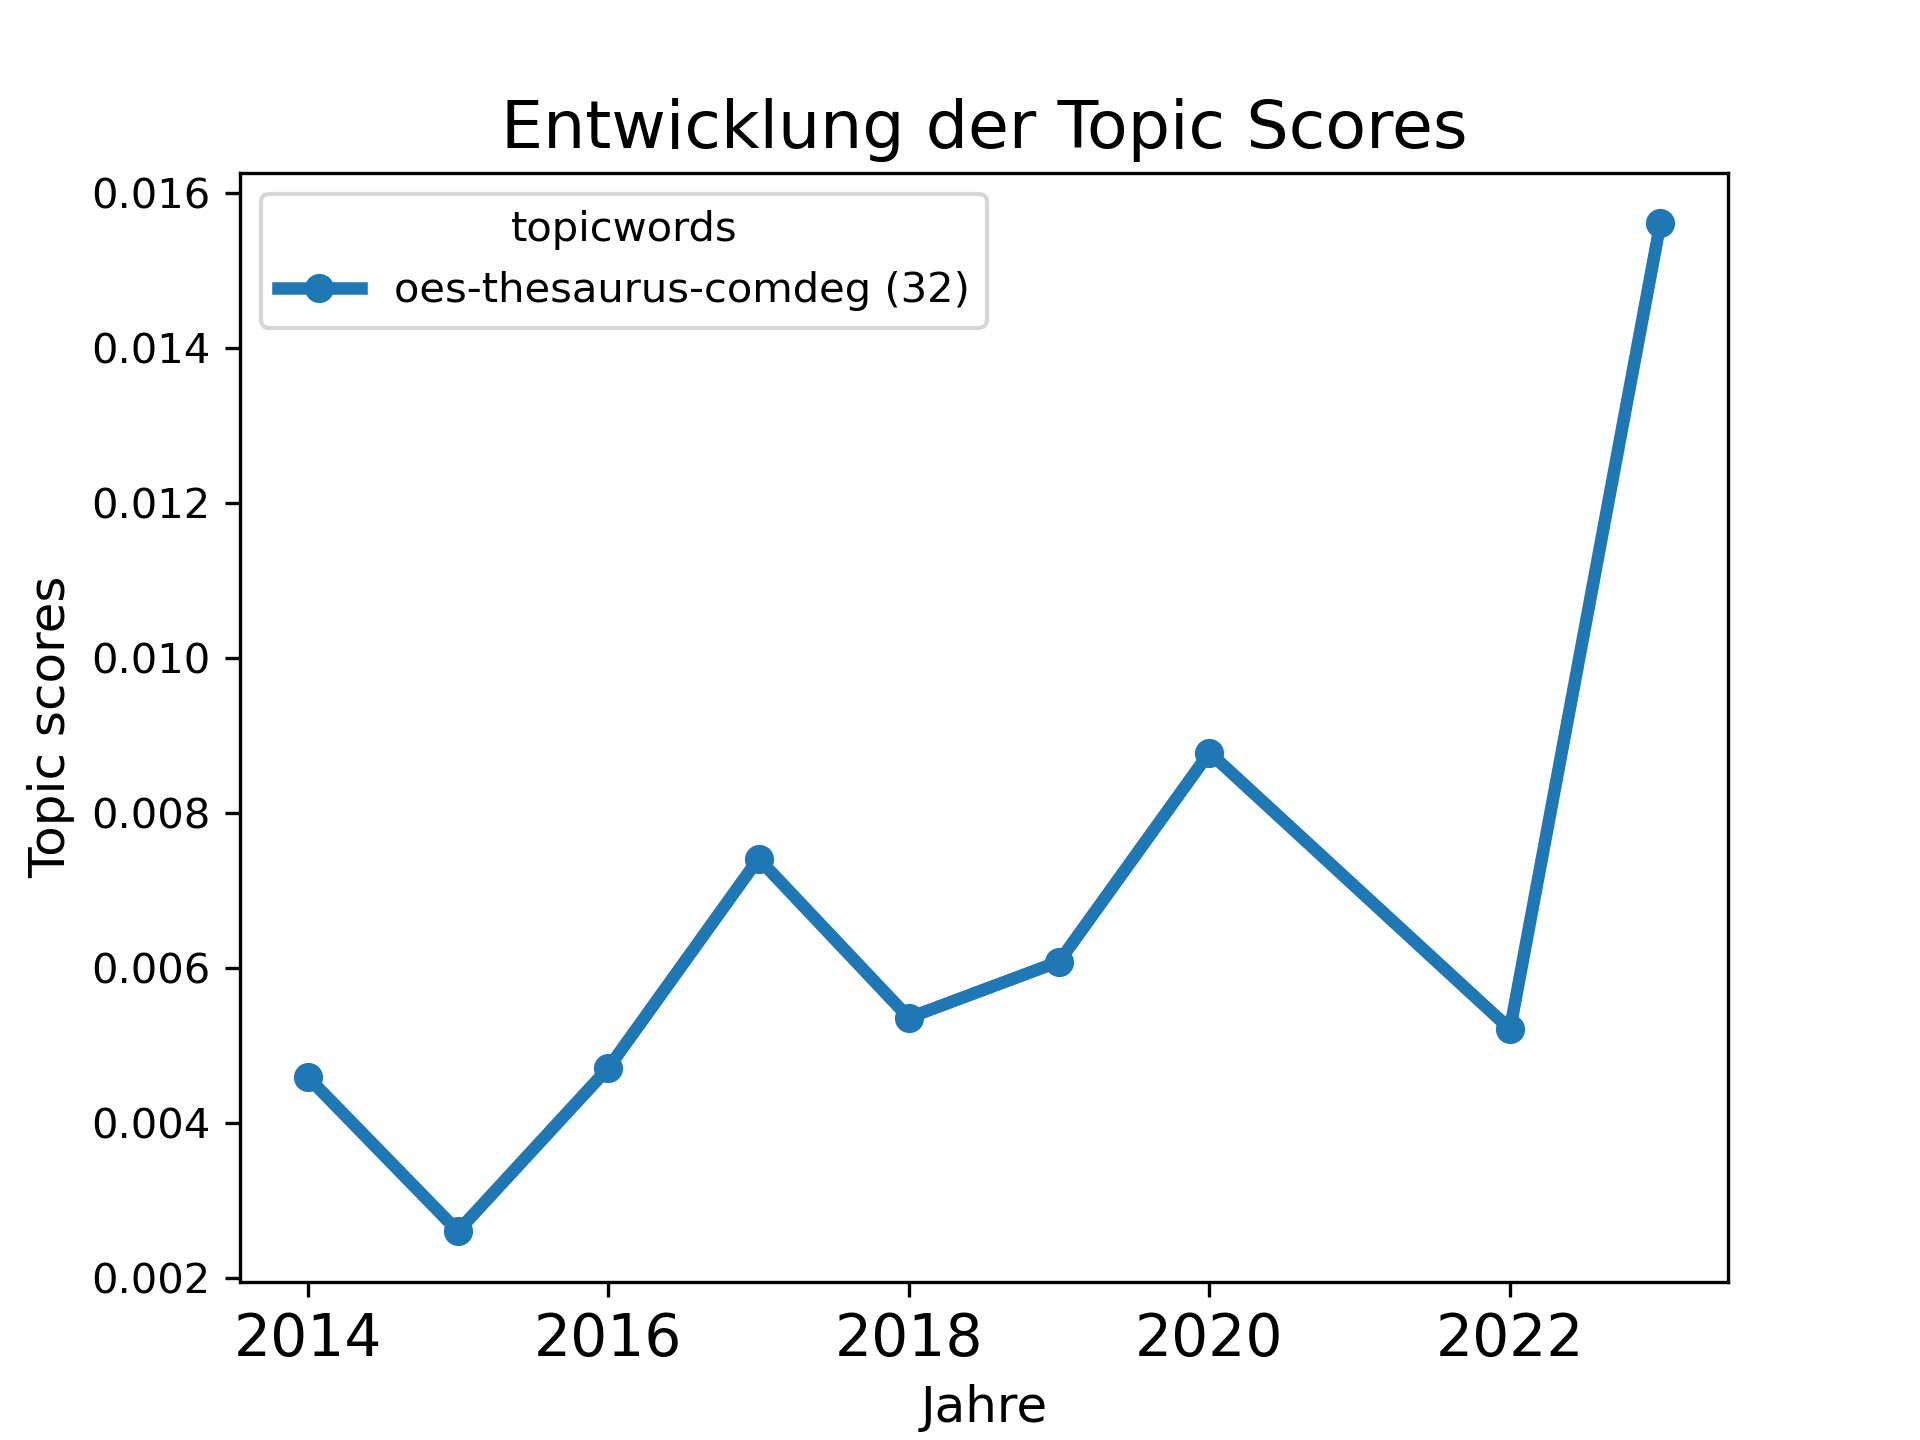 Entwicklung der Topic Scores
topicwords
oes-thesaurus-comdeg (32)
0.016
0.014
0.012
0.010
0.008
0.006
0.004
0.002
Topic scores
2014 2016 2018 2020 2022
Jahre